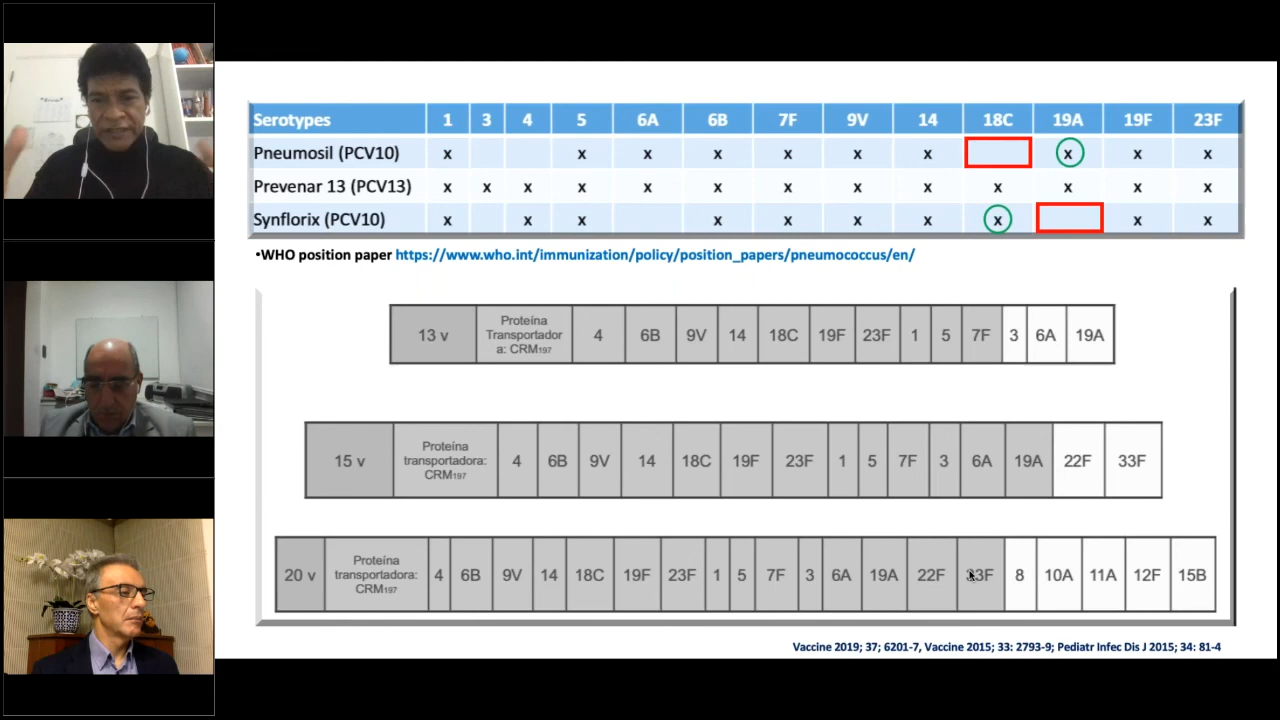 Serotypes 1 3 4 5 6A 6B 7F 9V 14 18C 19A 19F 23F
Pneumosil (PCV10) x x x x x x x x x x x
Prevenar 13 (PCV13) x x x x x x x x x x x x x
Synflorix (PCV10) x x x x x x x x x x
•WHO position paper https://www.who.int/immunization/policy/position_papers/pneumococcus/en/
13 v Proteína Transportador a: CRM197 4 6B 9V 14 18C 19F 23F 1 5 7F 3 6A 19A
15 v Proteína transportadora: CRM197 4 6B 9V 14 18C 19F 23F 1 5 7F 3 6A 19A 22F 33F
20 v Proteína transportadora: CRM197 4 6B 9V 14 18C 19F 23F 1 5 7F 3 6A 19A 22F 33F 8 10A 11A 12F 15B
Vaccine 2019; 37; 6201-7, Vaccine 2015; 33: 2793-9; Pediatr Infec Dis J 2015; 34: 81-4